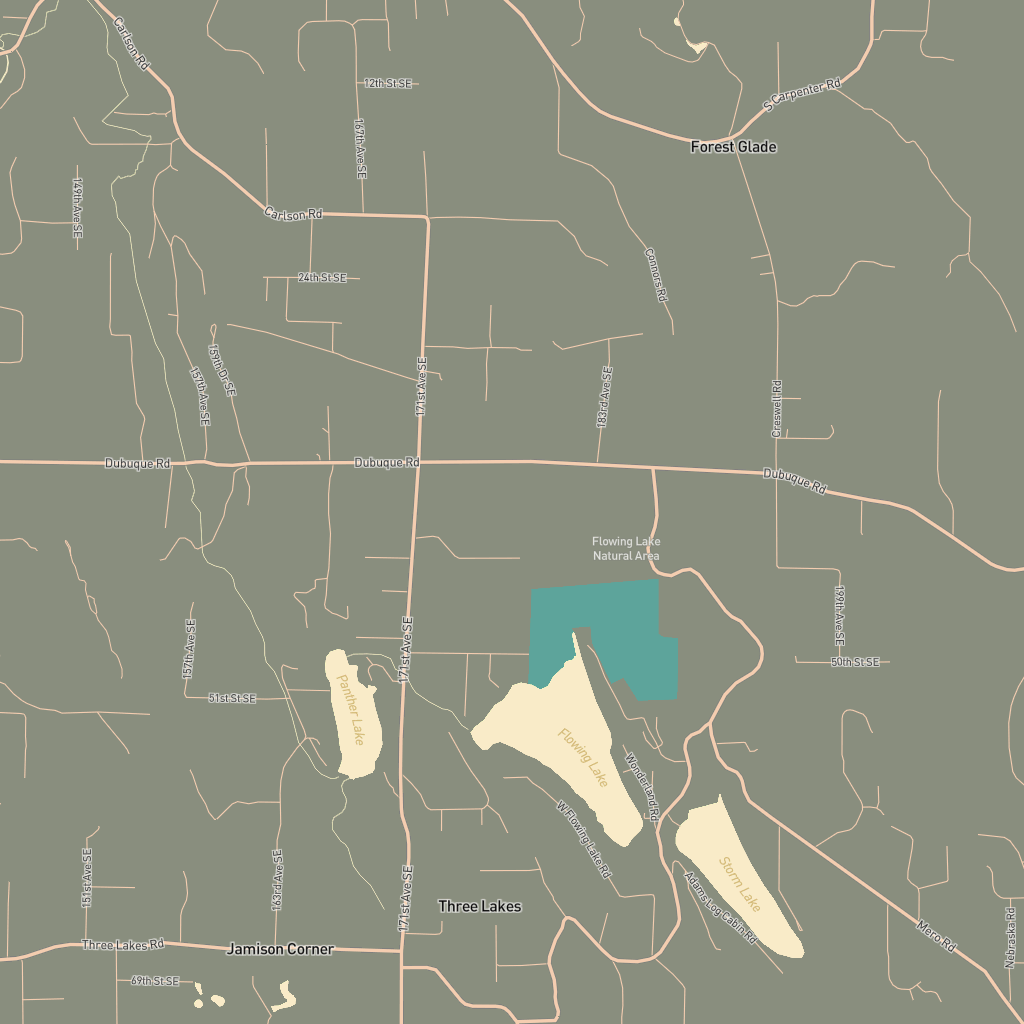 Carlson Rd
12th St SE
S Carpenter Rd
Forest Glade
167th Ave SE
149th Ave SE
Carlson Rd
Connors Rd
24th St SE
159th Dr SE
157th Ave SE
171st Ave SE
183rd Ave SE
Creswell Rd
Dubuque Rd
Dubuque Rd
Dubuque Rd
Flowing Lake
Natural Area
199th Ave SE
157th Ave SE
171st Ave SE
50th St SE
51st St SE
Panther Lake
Flowing Lake
Wonderland Rd
W Flowing Lake Rd
151st Ave SE
163rd Ave SE
171st Ave SE
Storm Lake
Adams Log Cabin Rd
Three Lakes
Mero Rd
Nebraska Rd
Three Lakes Rd
Jamison Corner
69th St SE